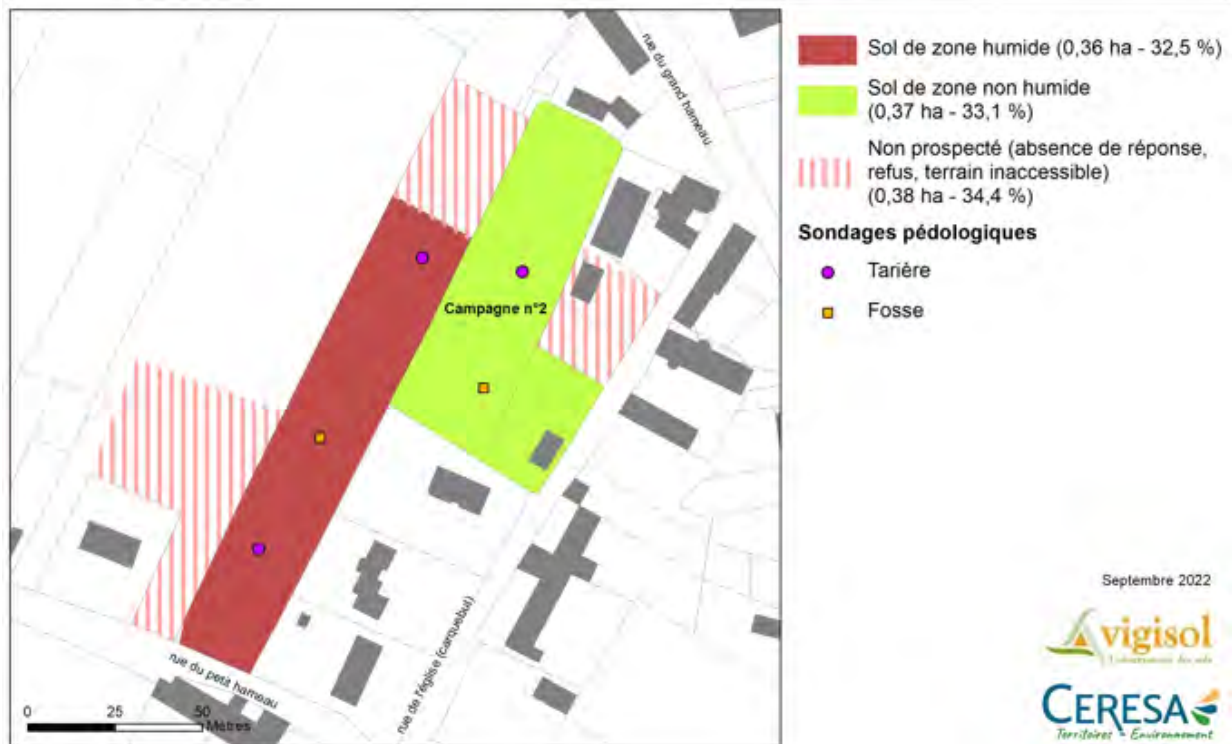 rue du grand hameau
Campagne n°2
rue du petit hameau
rue de l'église (carquebut)
0 25 50
Mètres
Sol de zone humide (0,36 ha - 32,5 %)
Sol de zone non humide
(0,37 ha - 33,1 %)
Non prospecté (absence de réponse,
refus, terrain inaccessible)
(0,38 ha - 34,4 %)
Sondages pédologiques
Tarière
Fosse
Septembre 2022
vigisol
CERESA
Territoires - Environnement